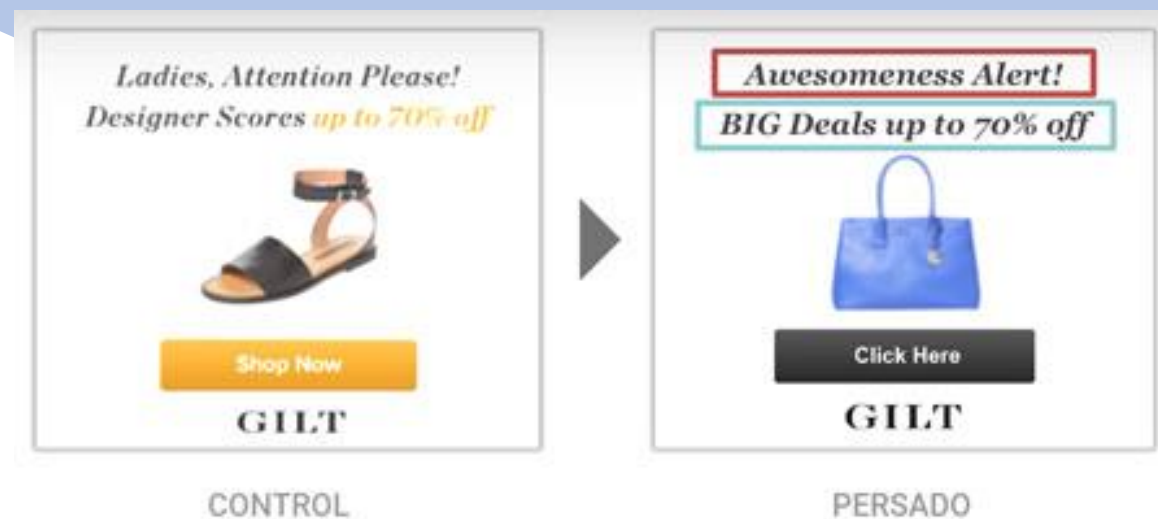 Ladies, Attention Please!
Designer Scores up to 70% off
Shop Now
GILT
CONTROL
Awesomeness Alert!
BIG Deals up to 70% off
Click Here
GILT
PERSADO